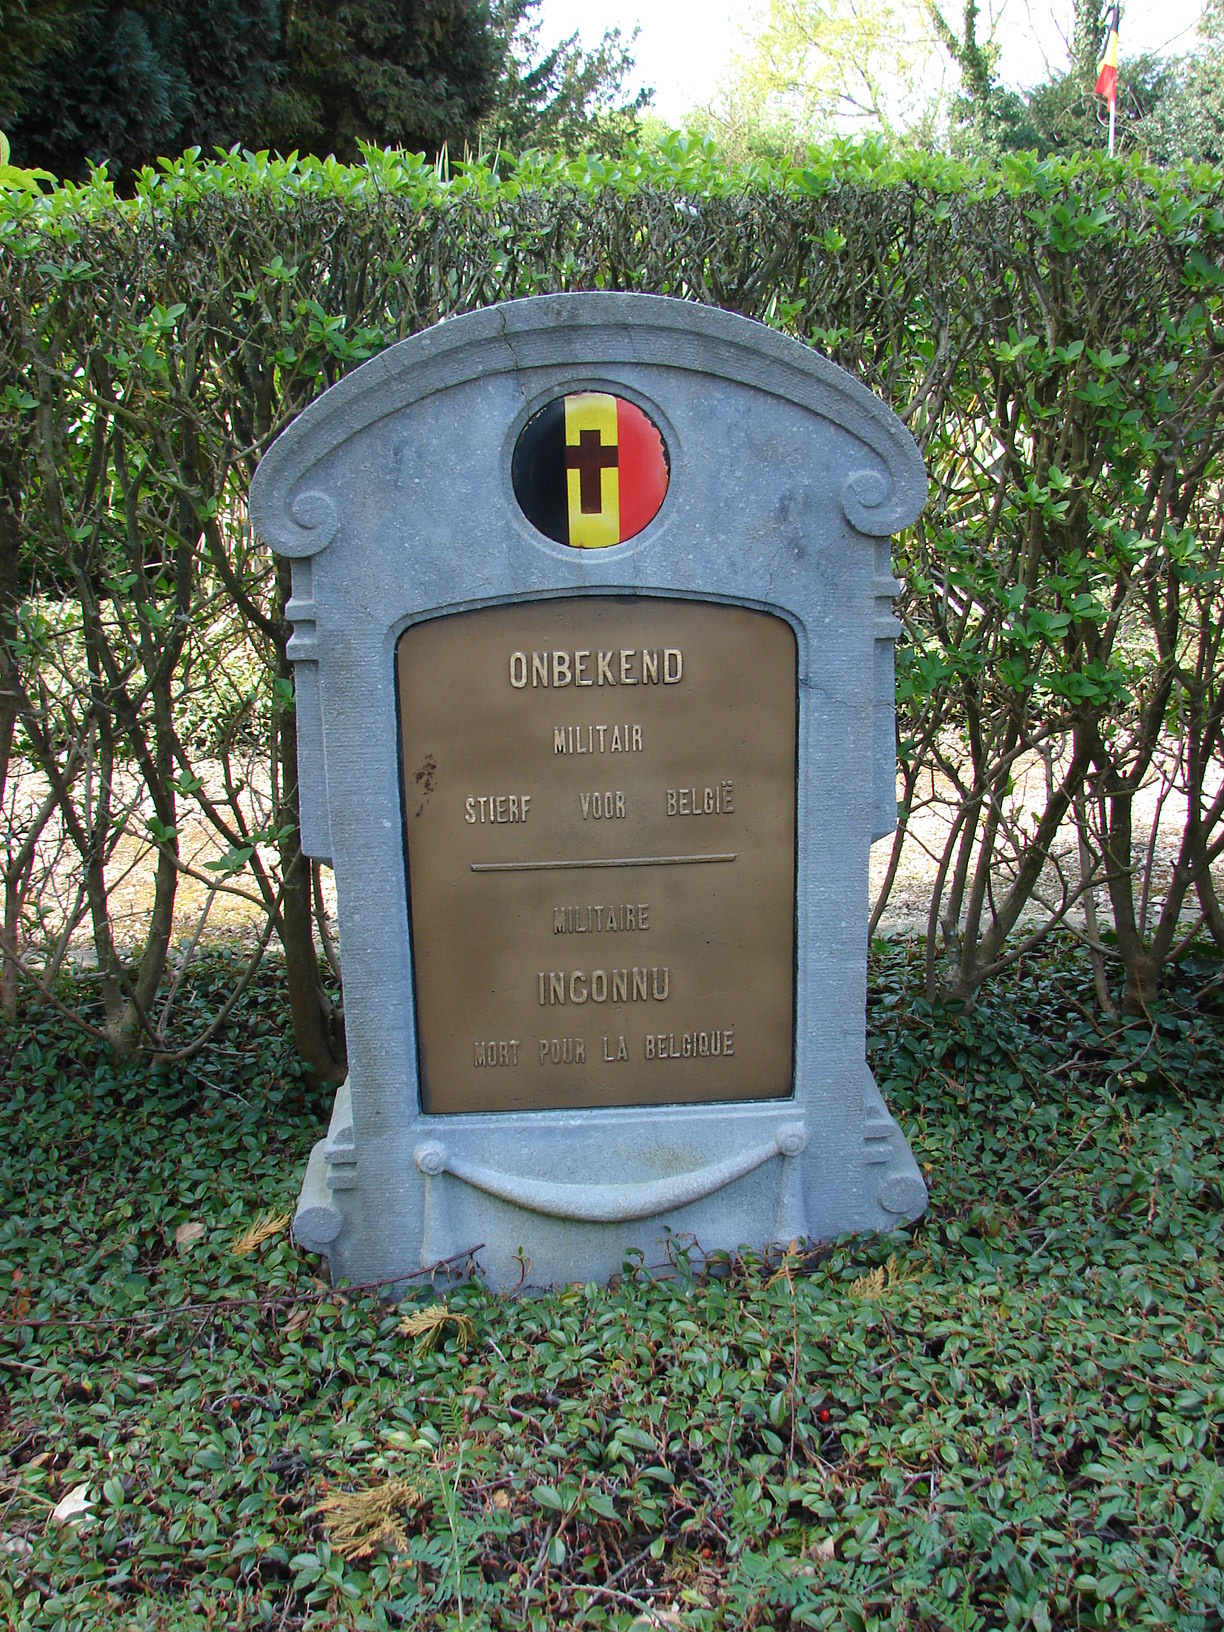 ONBEKEND
MILITAIR
STIERF VOOR BELGIË
MILITAIRE
INCONNU
MORT POUR LA BELGIQUE